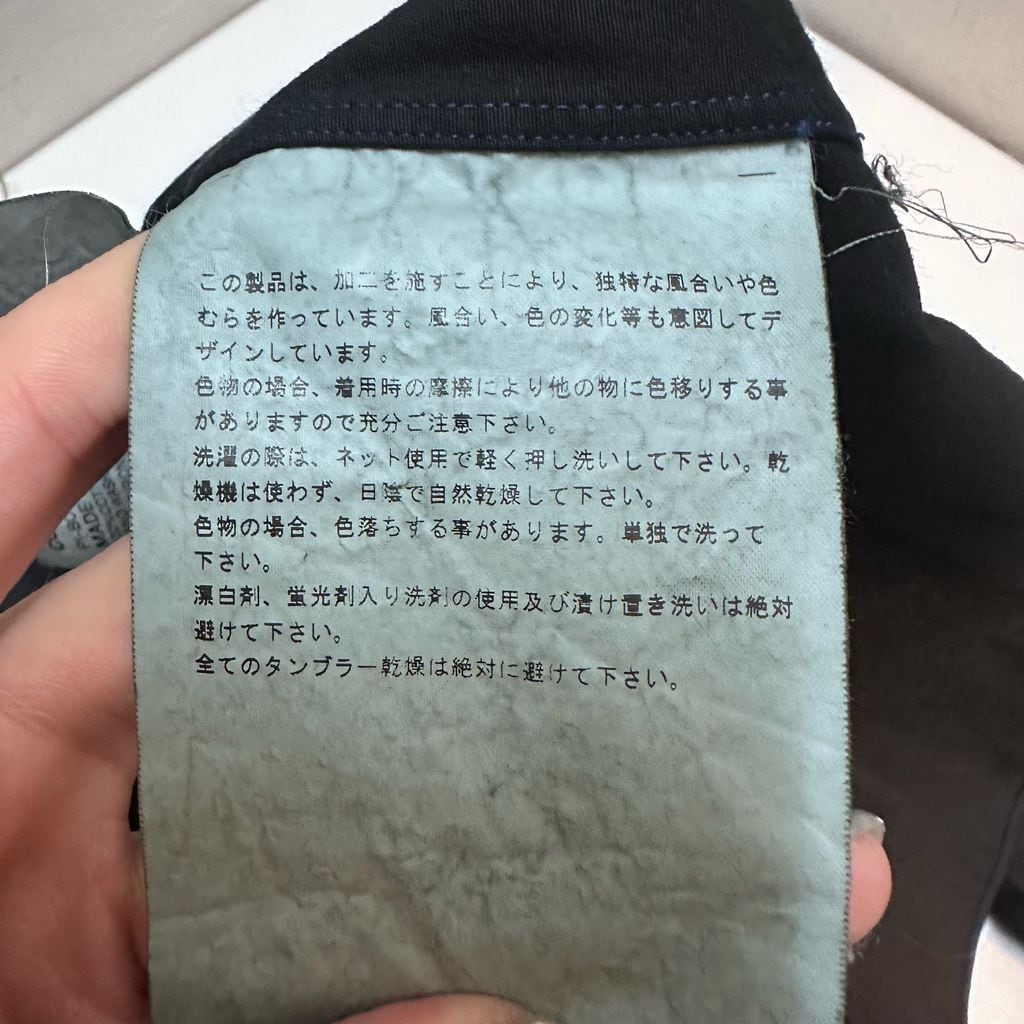 この製品は、加工を施すことにより、独特な風合いや色
むらを作っています。風合い、色の変化等も意図してデ
ザインしています。
色物の場合、着用時の摩擦により他の物に色移りする事
がありますので充分ご注意下さい。
洗濯の際は、ネット使用で軽く押し洗いして下さい。乾
燥機は使わず、日陰で自然乾燥して下さい。
色物の場合、色落ちする事があります。単独で洗って
下さい。
漂白剤、蛍光剤入り洗剤の使用及び漬け置き洗いは絶対
避けて下さい。
全てのタンブラー乾燥は絶対に避けて下さい。